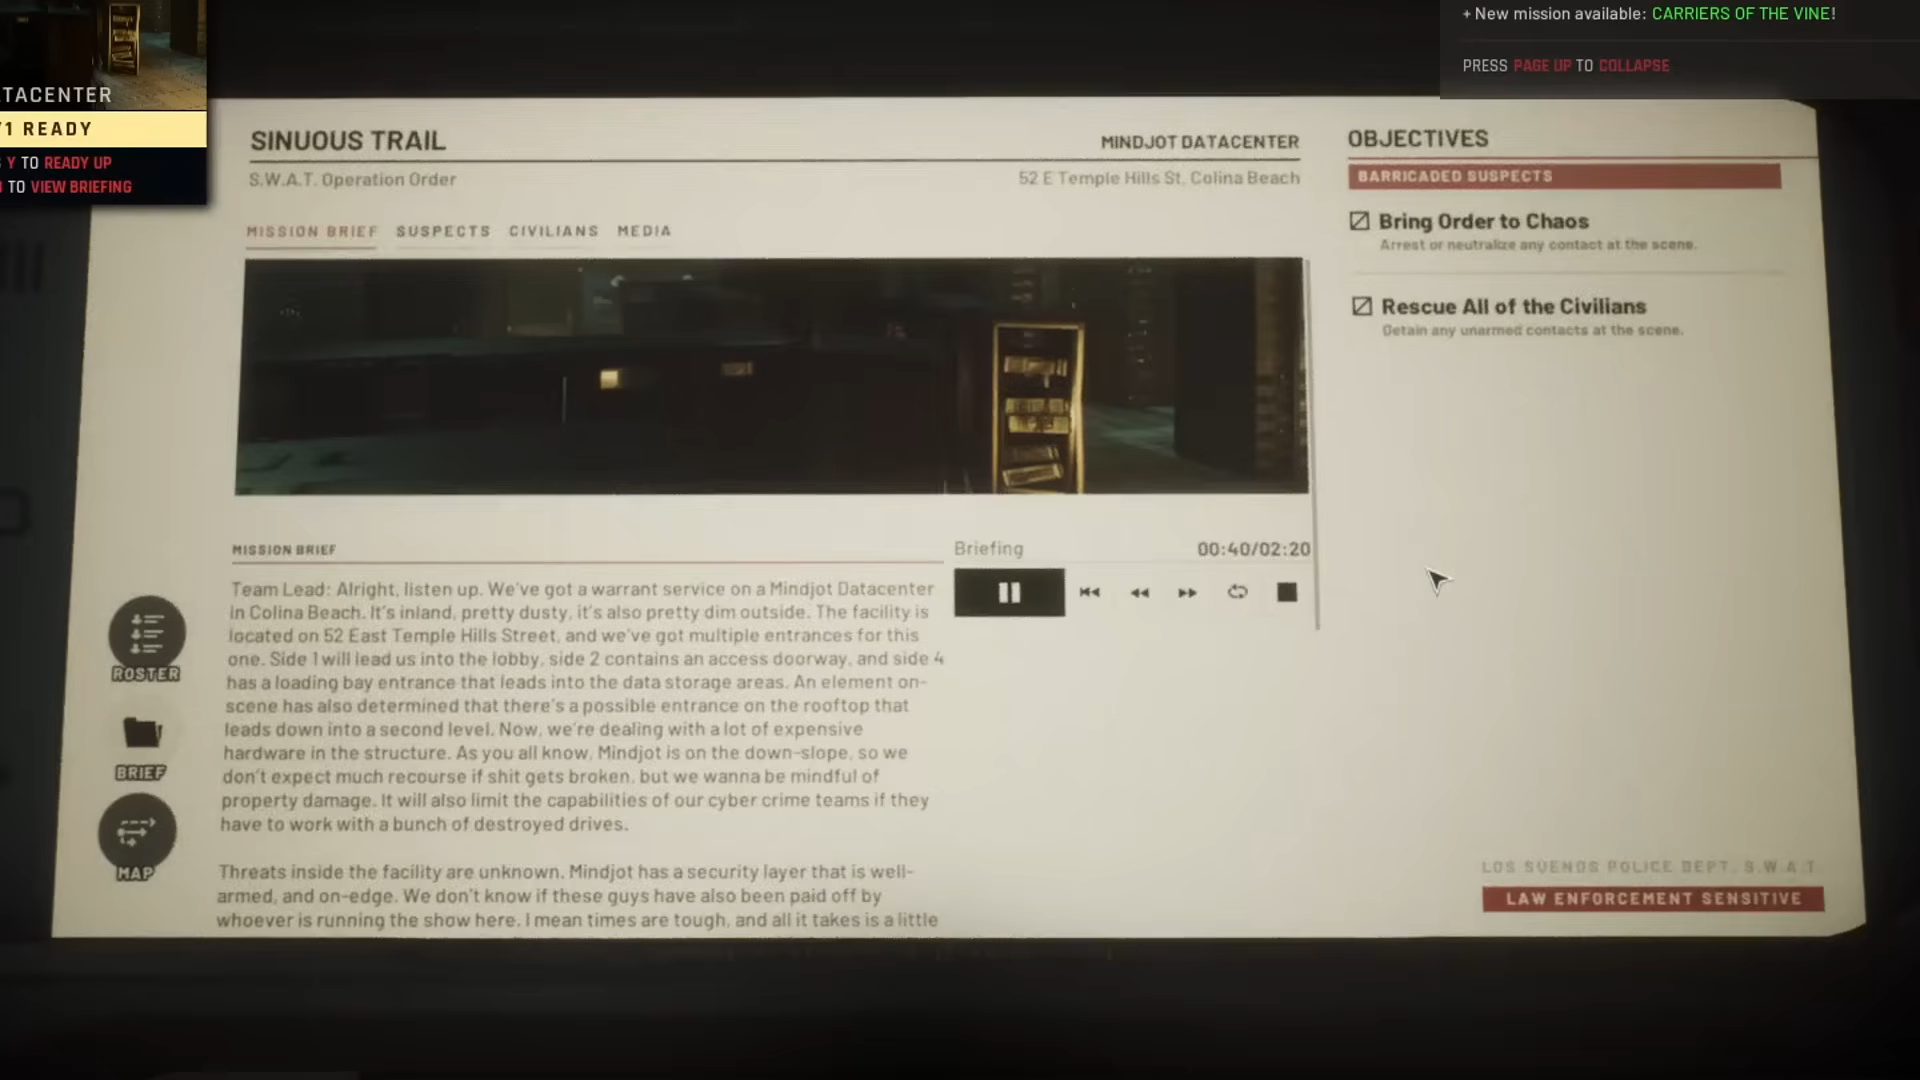 + New mission available: CARRIERS OF THE VINE!
PRESS PAGE UP TO COLLAPSE
TACENTER
1 READY
Y TO READY UP
TO VIEW BRIEFING
SINUOUS TRAIL
MINDJOT DATACENTER
S.W.A.T. Operation Order
52 E Temple Hills St, Colina Beach
MISSION BRIEF SUSPECTS CIVILIANS MEDIA
OBJECTIVES
BARRICADED SUSPECTS
Bring Order to Chaos
Arrest or neutralize any contact at the scene.
Rescue All of the Civilians
Detain any unarmed contacts at the scene.
MISSION BRIEF
Team Lead: Alright, listen up. We've got a warrant service on a Mindjot Datacenter
in Colina Beach. It's inland, pretty dusty, it's also pretty dim outside. The facility is
located on 52 East Temple Hills Street, and we've got multiple entrances for this
one. Side 1 will lead us into the lobby, side 2 contains an access doorway, and side 4
has a loading bay entrance that leads into the data storage areas. An element on-
scene has also determined that there's a possible entrance on the rooftop that
leads down into a second level. Now, we're dealing with a lot of expensive
hardware in the structure. As you all know, Mindjot is on the down-slope, so we
don't expect much recourse if shit gets broken, but we wanna be mindful of
property damage. It will also limit the capabilities of our cyber crime teams if they
have to work with a bunch of destroyed drives.
Threats inside the facility are unknown. Mindjot has a security layer that is well-
armed, and on-edge. We don't know if these guys have also been paid off by
whoever is running the show here. I mean times are tough, and all it takes is a little
Briefing
00:40/02:20
ROSTER
BRIEF
MAP
LOS SUENOS POLICE DEPT. S.W.A.T.
LAW ENFORCEMENT SENSITIVE